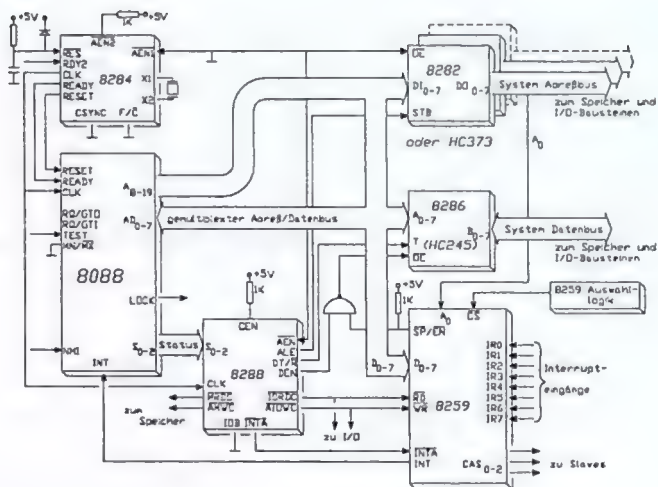 +5V
+5V
1K
RES
RDY2
CLK
READY
RESET
AEN2
AEN1
8284
X1
X2
CSYNC F/C
OE
8282
DI0-7 DO0-7
STB
oder HC373
System Adreßbus
zum Speicher und
I/O-Bausteinen
A0
RESET
READY
CLK
A8-19
AD0-7
gemultiplexter Adreß/Datenbus
RQ/GT0
RQ/GT1
TEST
MN/MX
8088
LOCK
NMI
INT
S0-2
Status
8286
A0-7
B0-7
T
(HC245)
OE
System Datenbus
zum Speicher und
I/O-Bausteinen
+5V
1K
+5V
1K
CEN
S0-2
AEN
ALE
DT/R
DEN
8288
CLK
MRDC
AMWC
IORDC
AIOWC
IOB INTA
zum
Speicher
zu I/O
8259 Auswahl-
logik
A0
CS
SP/EN
D0-7
D0-7
8259
RD
WR
INTA
INT
CAS0-2
IR0
IR1
IR2
IR3
IR4
IR5
IR6
IR7
Interrupt-
eingänge
zu Slaves